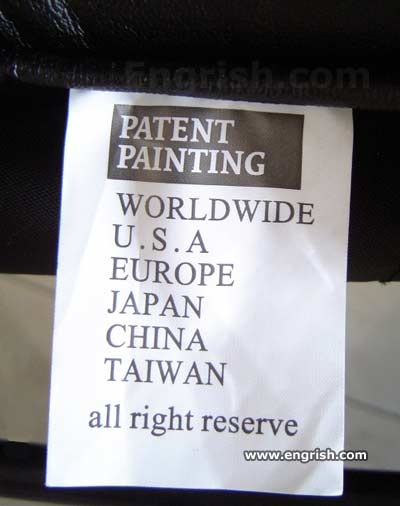 Engrish.com
PATENT
PAINTING
WORLDWIDE
U.S.A
EUROPE
JAPAN
CHINA
TAIWAN
all right reserve
www.engrish.com